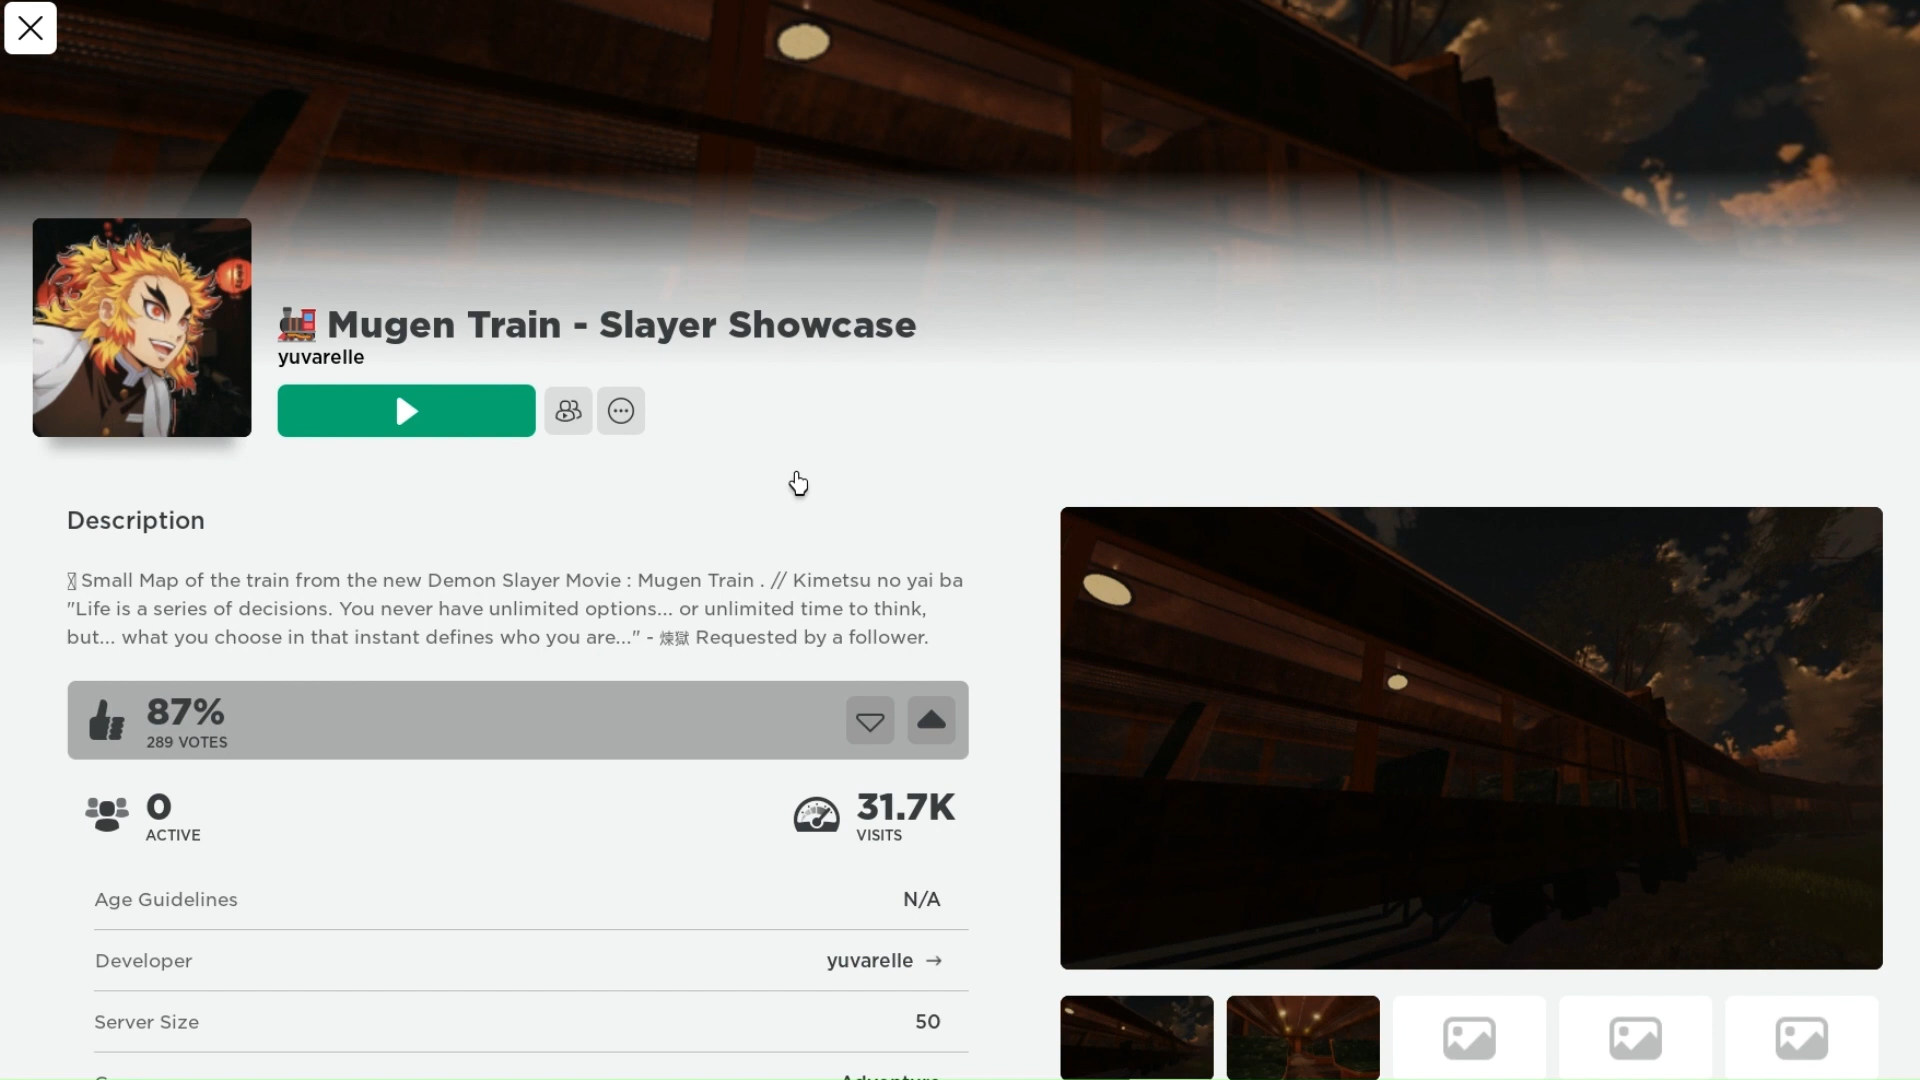 Mugen Train - Slayer Showcase
yuvarelle
Description
Small Map of the train from the new Demon Slayer Movie : Mugen Train . // Kimetsu no yai ba
"Life is a series of decisions. You never have unlimited options... or unlimited time to think,
but... what you choose in that instant defines who you are..." - 煉獄 Requested by a follower.
87%
289 VOTES
0
ACTIVE
31.7K
VISITS
Age Guidelines N/A
Developer yuvarelle →
Server Size 50